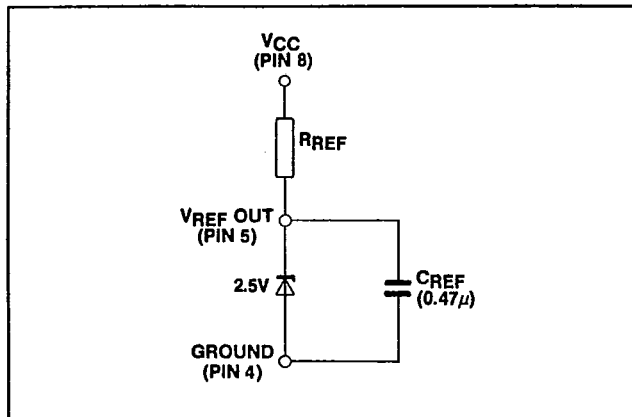 VCC
(PIN 8)
RREF
VREF OUT
(PIN 5)
2.5V
CREF
(0.47μ)
GROUND
(PIN 4)